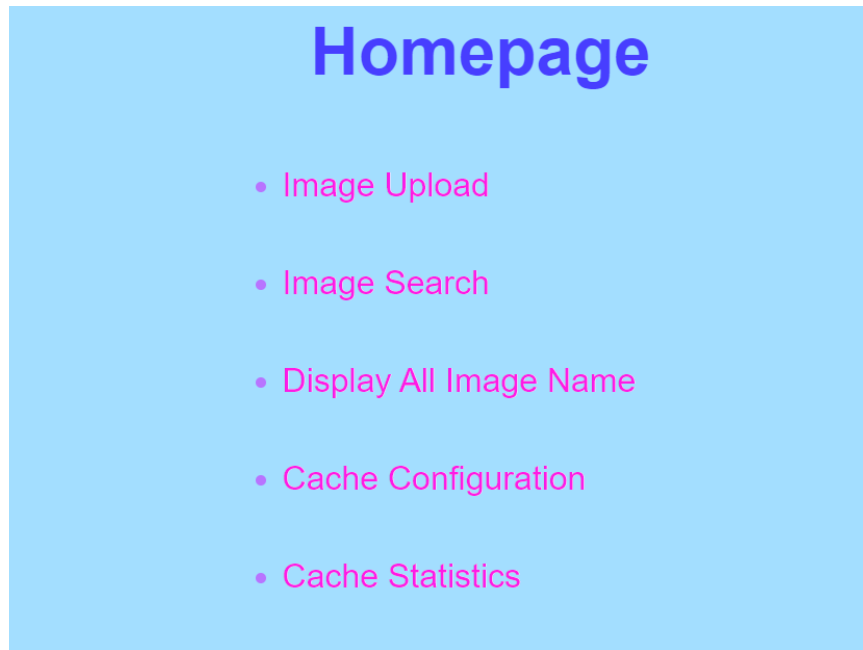 Homepage
Image Upload
Image Search
Display All Image Name
Cache Configuration
Cache Statistics